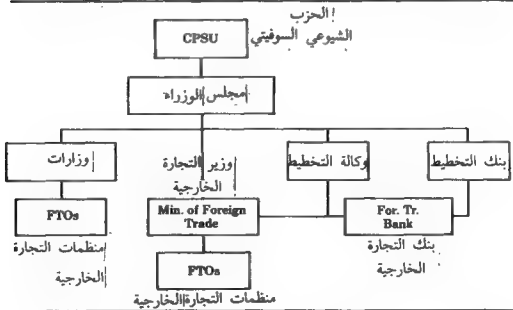 الحزب
الشيوعي السوفيتي
CPSU
مجلس الوزراء
وزارات
وزير التجارة
الخارجية
وكالة التخطيط
بنك التخطيط
FTOs
Min. of Foreign
Trade
For. Tr.
Bank
منظمات التجارة
الخارجية
بنك التجارة
الخارجية
FTOs
منظمات التجارة الخارجية